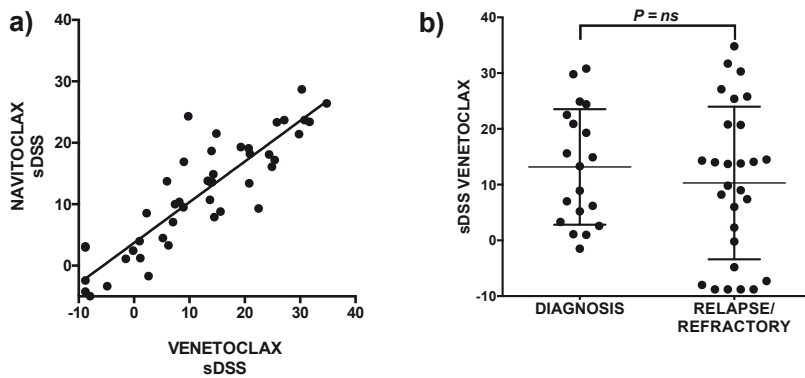 a)
NAVITOCLAX
sDSS
40
30
20
10
0
-10 0 10 20 30 40
VENETOCLAX
sDSS
b)
P = ns
sDSS VENETOCLAX
40
30
20
10
0
-10
DIAGNOSIS
RELAPSE/
REFRACTORY